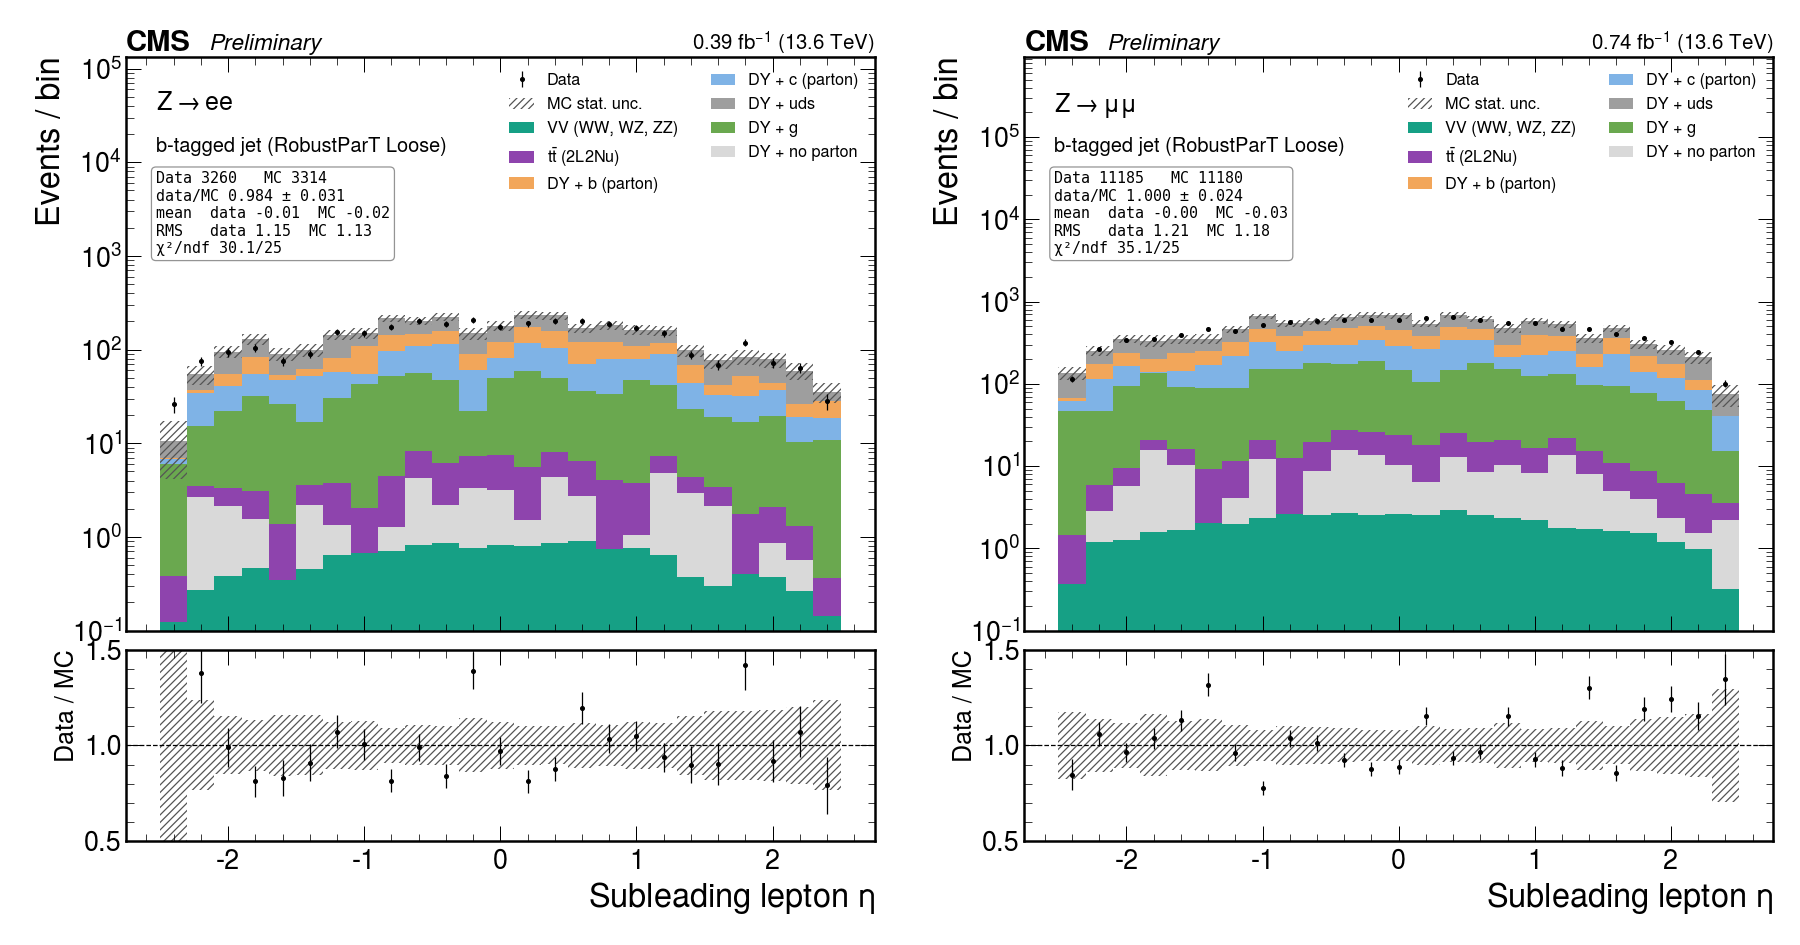 CMS Preliminary 0.39 fb⁻¹ (13.6 TeV)
Events / bin
Z → ee
b-tagged jet (RobustParT Loose)
Data 3260   MC 3314
data/MC 0.984 ± 0.031
mean  data -0.01  MC -0.02
RMS   data 1.15  MC 1.13
χ²/ndf 30.1/25
Data
MC stat. unc.
VV (WW, WZ, ZZ)
tt̄ (2L2Nu)
DY + b (parton)
DY + c (parton)
DY + uds
DY + g
DY + no parton
10⁵
10⁴
10³
10²
10¹
10⁰
10⁻¹
Data / MC
1.5
1.0
0.5
-2 -1 0 1 2
Subleading lepton η
CMS Preliminary 0.74 fb⁻¹ (13.6 TeV)
Events / bin
Z → μμ
b-tagged jet (RobustParT Loose)
Data 11185   MC 11180
data/MC 1.000 ± 0.024
mean  data -0.00  MC -0.03
RMS   data 1.21  MC 1.18
χ²/ndf 35.1/25
Data
MC stat. unc.
VV (WW, WZ, ZZ)
tt̄ (2L2Nu)
DY + b (parton)
DY + c (parton)
DY + uds
DY + g
DY + no parton
10⁵
10⁴
10³
10²
10¹
10⁰
10⁻¹
Data / MC
1.5
1.0
0.5
-2 -1 0 1 2
Subleading lepton η